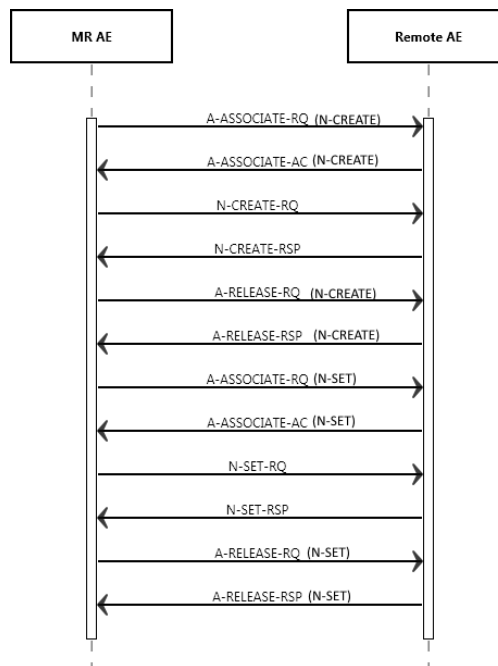 MR AE
Remote AE
A-ASSOCIATE-RQ (N-CREATE)
A-ASSOCIATE-AC (N-CREATE)
N-CREATE-RQ
N-CREATE-RSP
A-RELEASE-RQ (N-CREATE)
A-RELEASE-RSP (N-CREATE)
A-ASSOCIATE-RQ (N-SET)
A-ASSOCIATE-AC (N-SET)
N-SET-RQ
N-SET-RSP
A-RELEASE-RQ (N-SET)
A-RELEASE-RSP (N-SET)